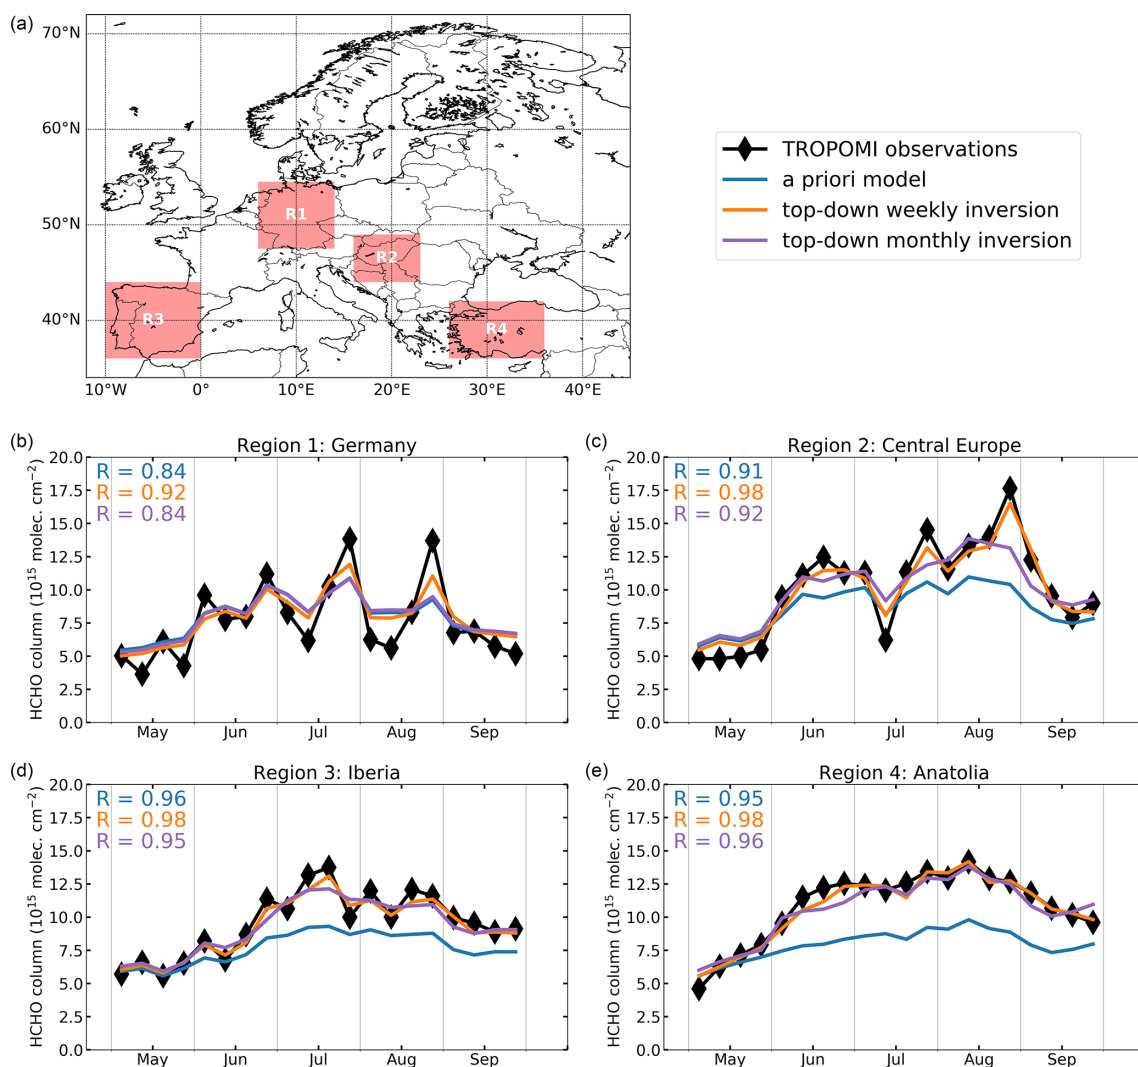 (a)
70°N
60°N
50°N
40°N
10°W 0° 10°E 20°E 30°E 40°E
R1
R2
R3
R4
TROPOMI observations
a priori model
top-down weekly inversion
top-down monthly inversion
(b)
Region 1: Germany
R = 0.84
R = 0.92
R = 0.84
HCHO column (10¹⁵ molec. cm⁻²)
20.0
17.5
15.0
12.5
10.0
7.5
5.0
2.5
0.0
May Jun Jul Aug Sep
(c)
Region 2: Central Europe
R = 0.91
R = 0.98
R = 0.92
HCHO column (10¹⁵ molec. cm⁻²)
20.0
17.5
15.0
12.5
10.0
7.5
5.0
2.5
0.0
May Jun Jul Aug Sep
(d)
Region 3: Iberia
R = 0.96
R = 0.98
R = 0.95
HCHO column (10¹⁵ molec. cm⁻²)
20.0
17.5
15.0
12.5
10.0
7.5
5.0
2.5
0.0
May Jun Jul Aug Sep
(e)
Region 4: Anatolia
R = 0.95
R = 0.98
R = 0.96
HCHO column (10¹⁵ molec. cm⁻²)
20.0
17.5
15.0
12.5
10.0
7.5
5.0
2.5
0.0
May Jun Jul Aug Sep